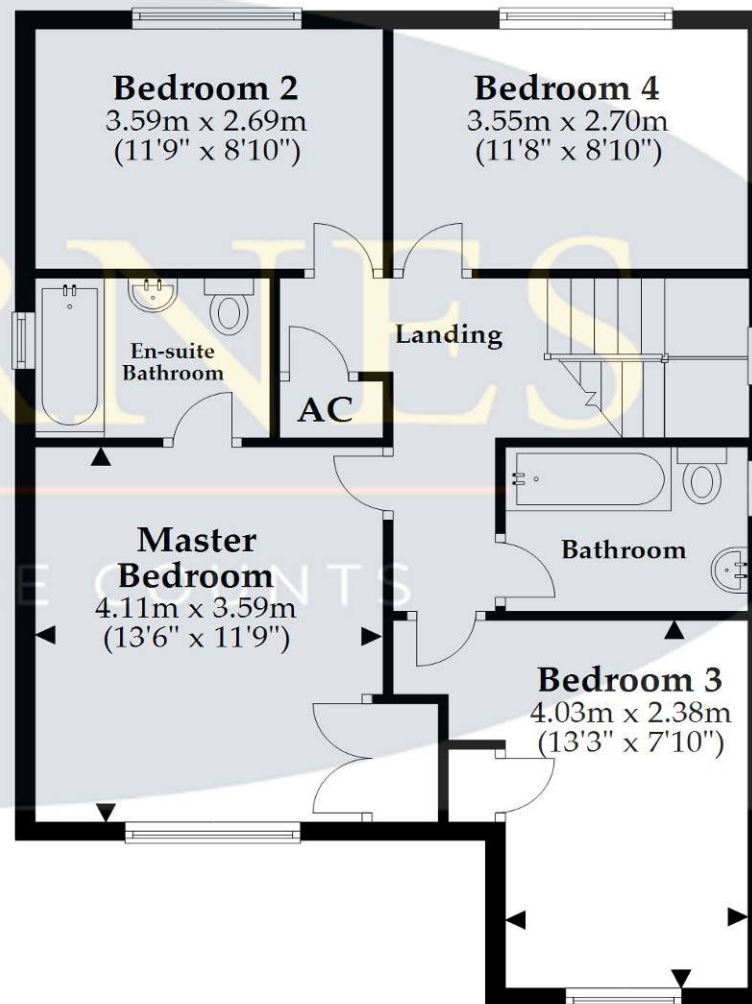 Bedroom 2
3.59m x 2.69m
(11'9" x 8'10")
Bedroom 4
3.55m x 2.70m
(11'8" x 8'10")
En-suite
Bathroom
Landing
AC
RNES
Master
Bedroom
4.11m x 3.59m
(13'6" x 11'9")
Bathroom
E COUNTS
Bedroom 3
4.03m x 2.38m
(13'3" x 7'10")